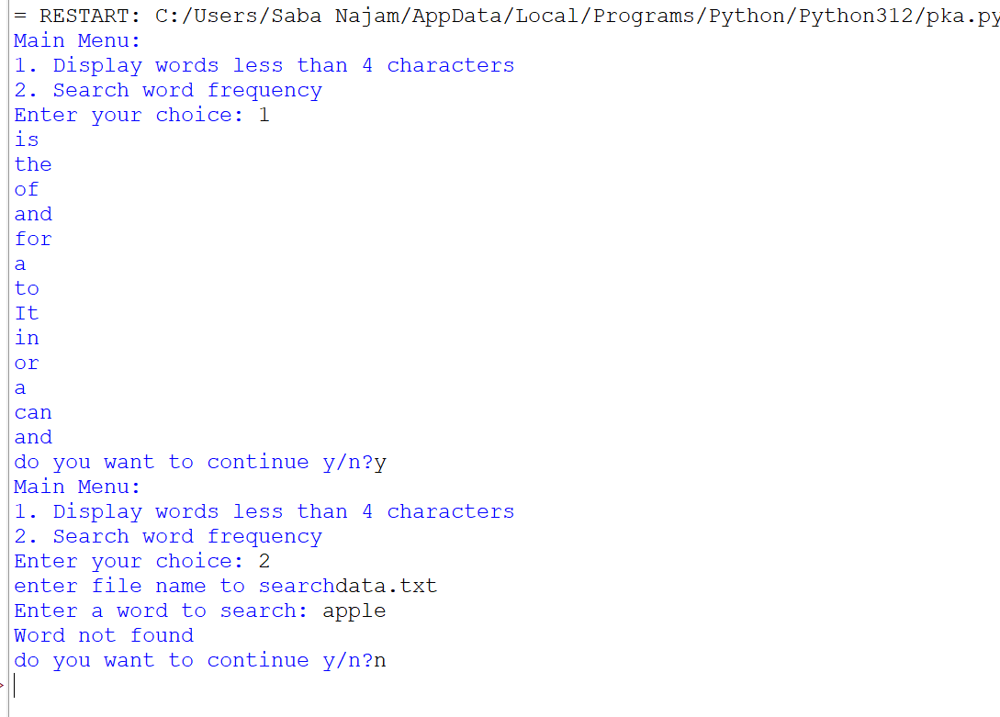 = RESTART: C:/Users/Saba Najam/AppData/Local/Programs/Python/Python312/pka.py
Main Menu:
1. Display words less than 4 characters
2. Search word frequency
Enter your choice: 1
is
the
of
and
for
a
to
It
in
or
a
can
and
do you want to continue y/n?y
Main Menu:
1. Display words less than 4 characters
2. Search word frequency
Enter your choice: 2
enter file name to searchdata.txt
Enter a word to search: apple
Word not found
do you want to continue y/n?n
>